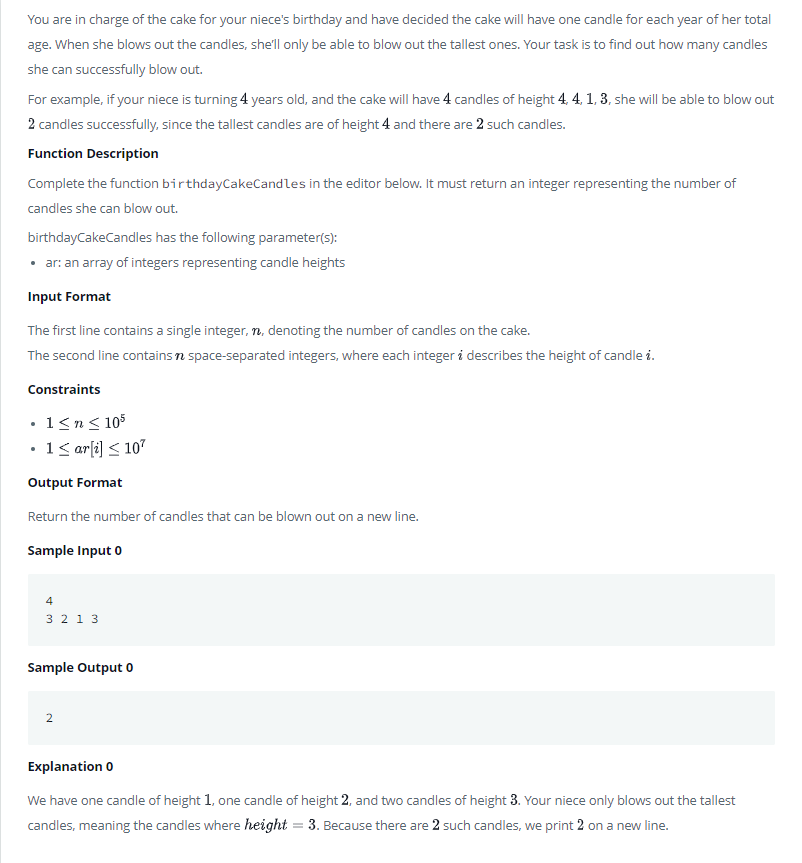 You are in charge of the cake for your niece's birthday and have decided the cake will have one candle for each year of her total
age. When she blows out the candles, she'll only be able to blow out the tallest ones. Your task is to find out how many candles
she can successfully blow out.
For example, if your niece is turning 4 years old, and the cake will have 4 candles of height 4, 4, 1, 3, she will be able to blow out
2 candles successfully, since the tallest candles are of height 4 and there are 2 such candles.
Function Description
Complete the function birthdayCakeCandles in the editor below. It must return an integer representing the number of
candles she can blow out.
birthdayCakeCandles has the following parameter(s):
• ar: an array of integers representing candle heights
Input Format
The first line contains a single integer, n, denoting the number of candles on the cake.
The second line contains n space-separated integers, where each integer i describes the height of candle i.
Constraints
• 1 ≤ n ≤ 10⁵
• 1 ≤ ar[i] ≤ 10⁷
Output Format
Return the number of candles that can be blown out on a new line.
Sample Input 0
4
3 2 1 3
Sample Output 0
2
Explanation 0
We have one candle of height 1, one candle of height 2, and two candles of height 3. Your niece only blows out the tallest
candles, meaning the candles where height = 3. Because there are 2 such candles, we print 2 on a new line.